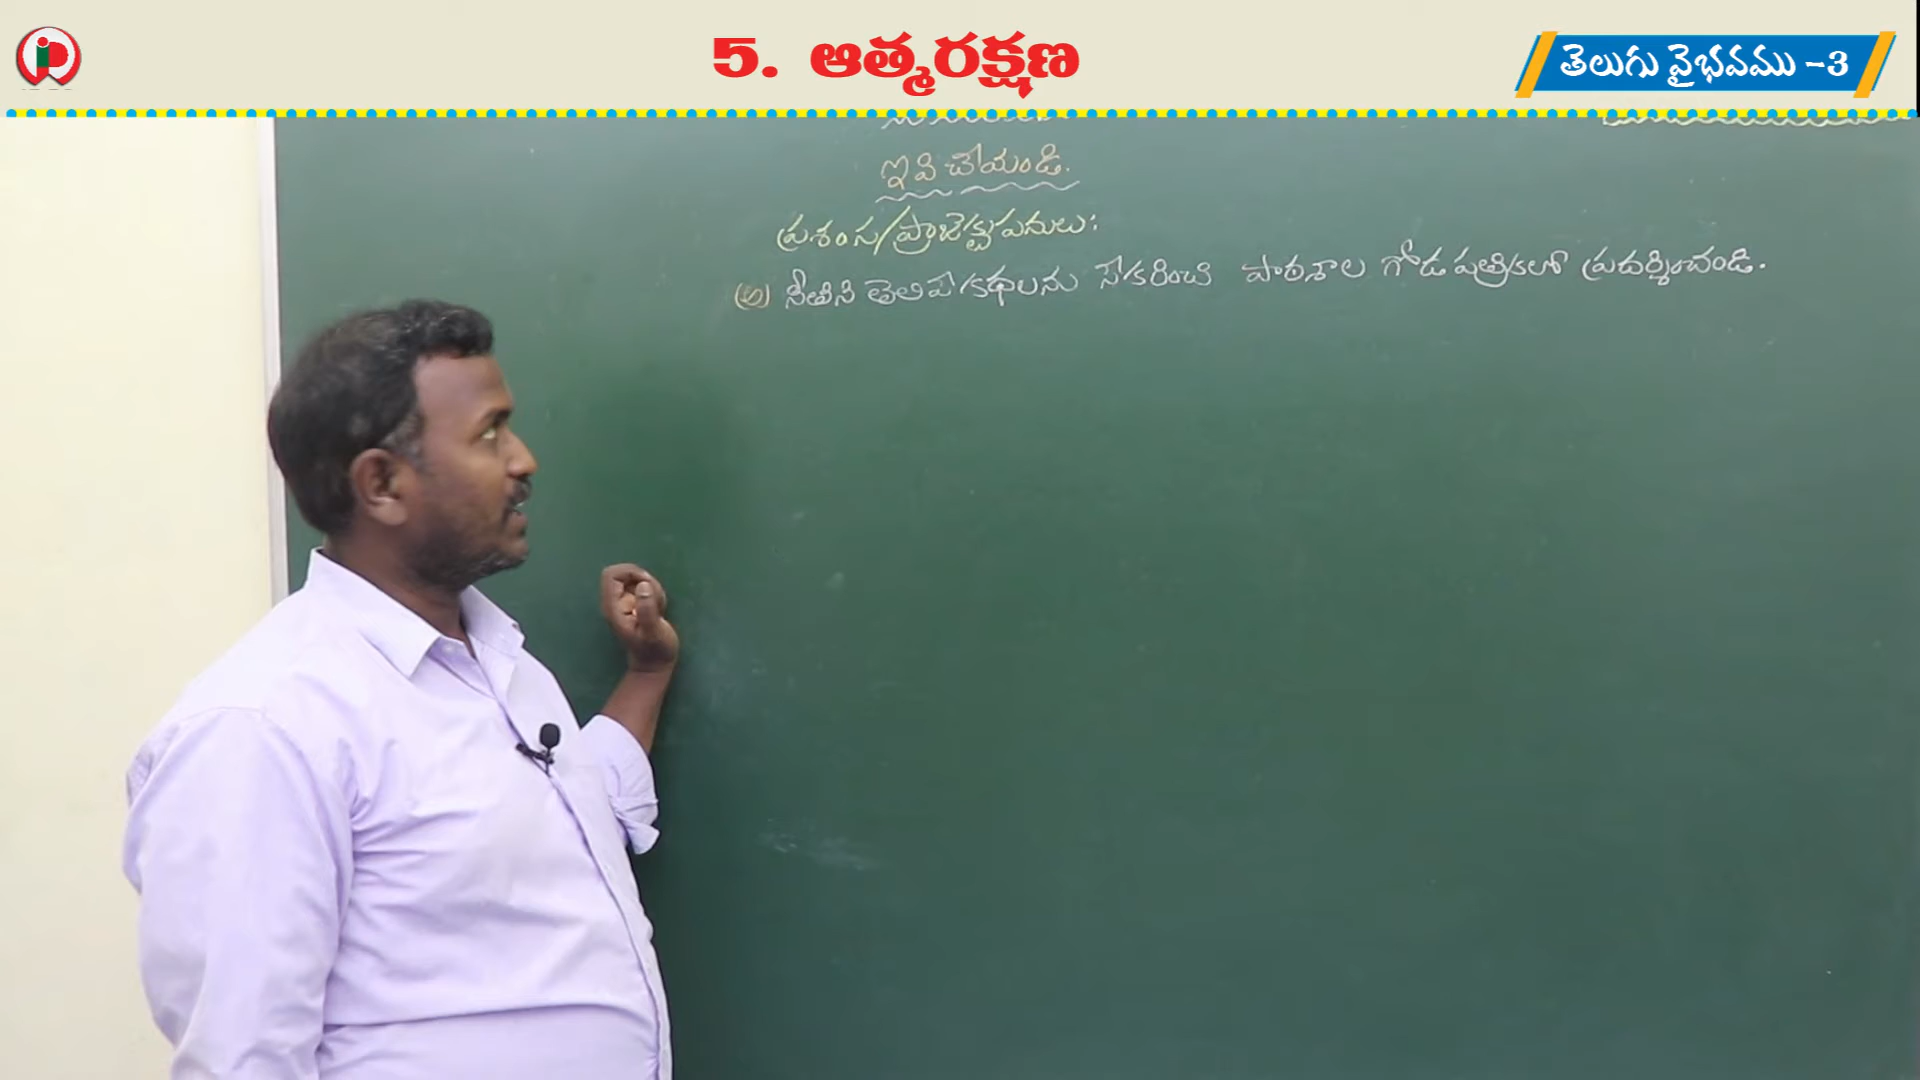 5. ఆత్మరక్షణ
తెలుగు వైభవము -3
ఇవి చేయండి.
ప్రశంస/ప్రాజెక్టుపనులు:
(అ) నీతిని తెలిపే కథలను సేకరించి పాఠశాల గోడ పత్రికలో ప్రదర్శించండి.